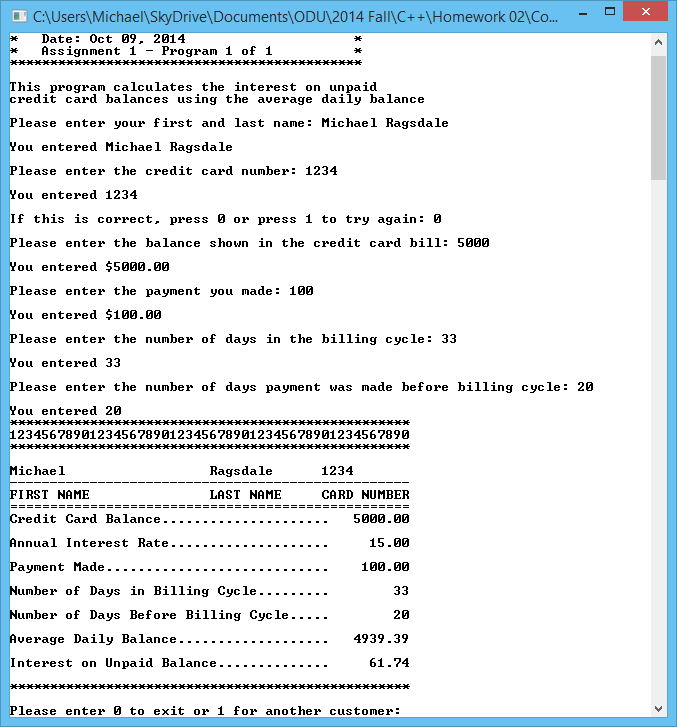 C:\Users\Michael\SkyDrive\Documents\ODU\2014 Fall\C++\Homework 02\Co...
*   Date: Oct 09, 2014                     *
*   Assignment 1 - Program 1 of 1          *
********************************************
This program calculates the interest on unpaid
credit card balances using the average daily balance
Please enter your first and last name: Michael Ragsdale
You entered Michael Ragsdale
Please enter the credit card number: 1234
You entered 1234
If this is correct, press 0 or press 1 to try again: 0
Please enter the balance shown in the credit card bill: 5000
You entered $5000.00
Please enter the payment you made: 100
You entered $100.00
Please enter the number of days in the billing cycle: 33
You entered 33
Please enter the number of days payment was made before billing cycle: 20
You entered 20
**************************************************
12345678901234567890123456789012345678901234567890
**************************************************
Michael                  Ragsdale      1234
--------------------------------------------------
FIRST NAME               LAST NAME     CARD NUMBER
==================================================
Credit Card Balance.....................   5000.00
Annual Interest Rate....................     15.00
Payment Made............................    100.00
Number of Days in Billing Cycle.........        33
Number of Days Before Billing Cycle.....        20
Average Daily Balance...................   4939.39
Interest on Unpaid Balance..............     61.74
**************************************************
Please enter 0 to exit or 1 for another customer: